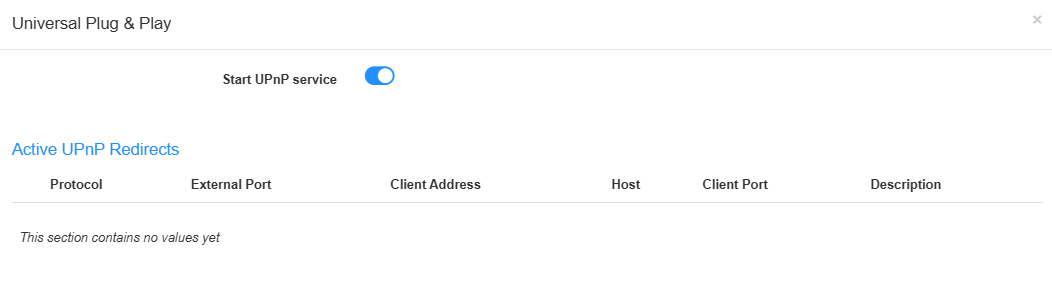 Universal Plug & Play
×
Start UPnP service
Active UPnP Redirects
Protocol External Port Client Address Host Client Port Description
This section contains no values yet